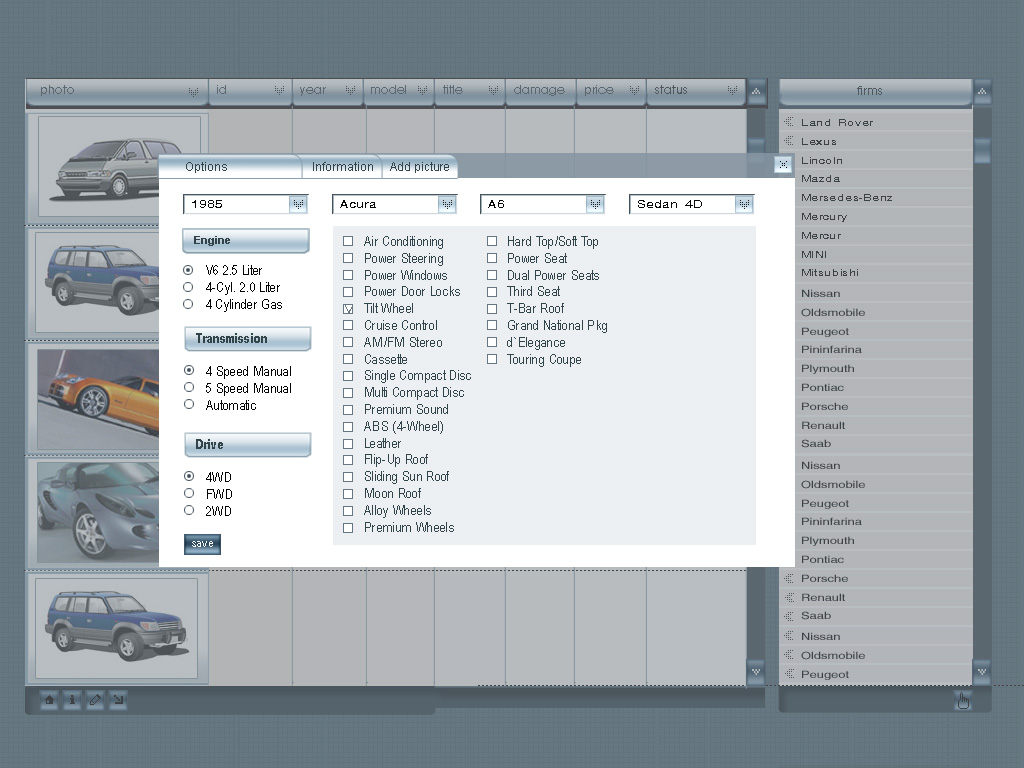 photo id year model title damage price status
firms
Land Rover
Lexus
Lincoln
Mazda
Mersedes-Benz
Mercury
Mercur
MINI
Mitsubishi
Nissan
Oldsmobile
Peugeot
Pininfarina
Plymouth
Pontiac
Porsche
Renault
Saab
Nissan
Oldsmobile
Peugeot
Pininfarina
Plymouth
Pontiac
Porsche
Renault
Saab
Nissan
Oldsmobile
Peugeot
Options Information Add picture
1985 Acura A6 Sedan 4D
Engine
V6 2.5 Liter
4-Cyl. 2.0 Liter
4 Cylinder Gas
Transmission
4 Speed Manual
5 Speed Manual
Automatic
Drive
4WD
FWD
2WD
save
Air Conditioning
Power Steering
Power Windows
Power Door Locks
Tilt Wheel
Cruise Control
AM/FM Stereo
Cassette
Single Compact Disc
Multi Compact Disc
Premium Sound
ABS (4-Wheel)
Leather
Flip-Up Roof
Sliding Sun Roof
Moon Roof
Alloy Wheels
Premium Wheels
Hard Top/Soft Top
Power Seat
Dual Power Seats
Third Seat
T-Bar Roof
Grand National Pkg
d`Elegance
Touring Coupe